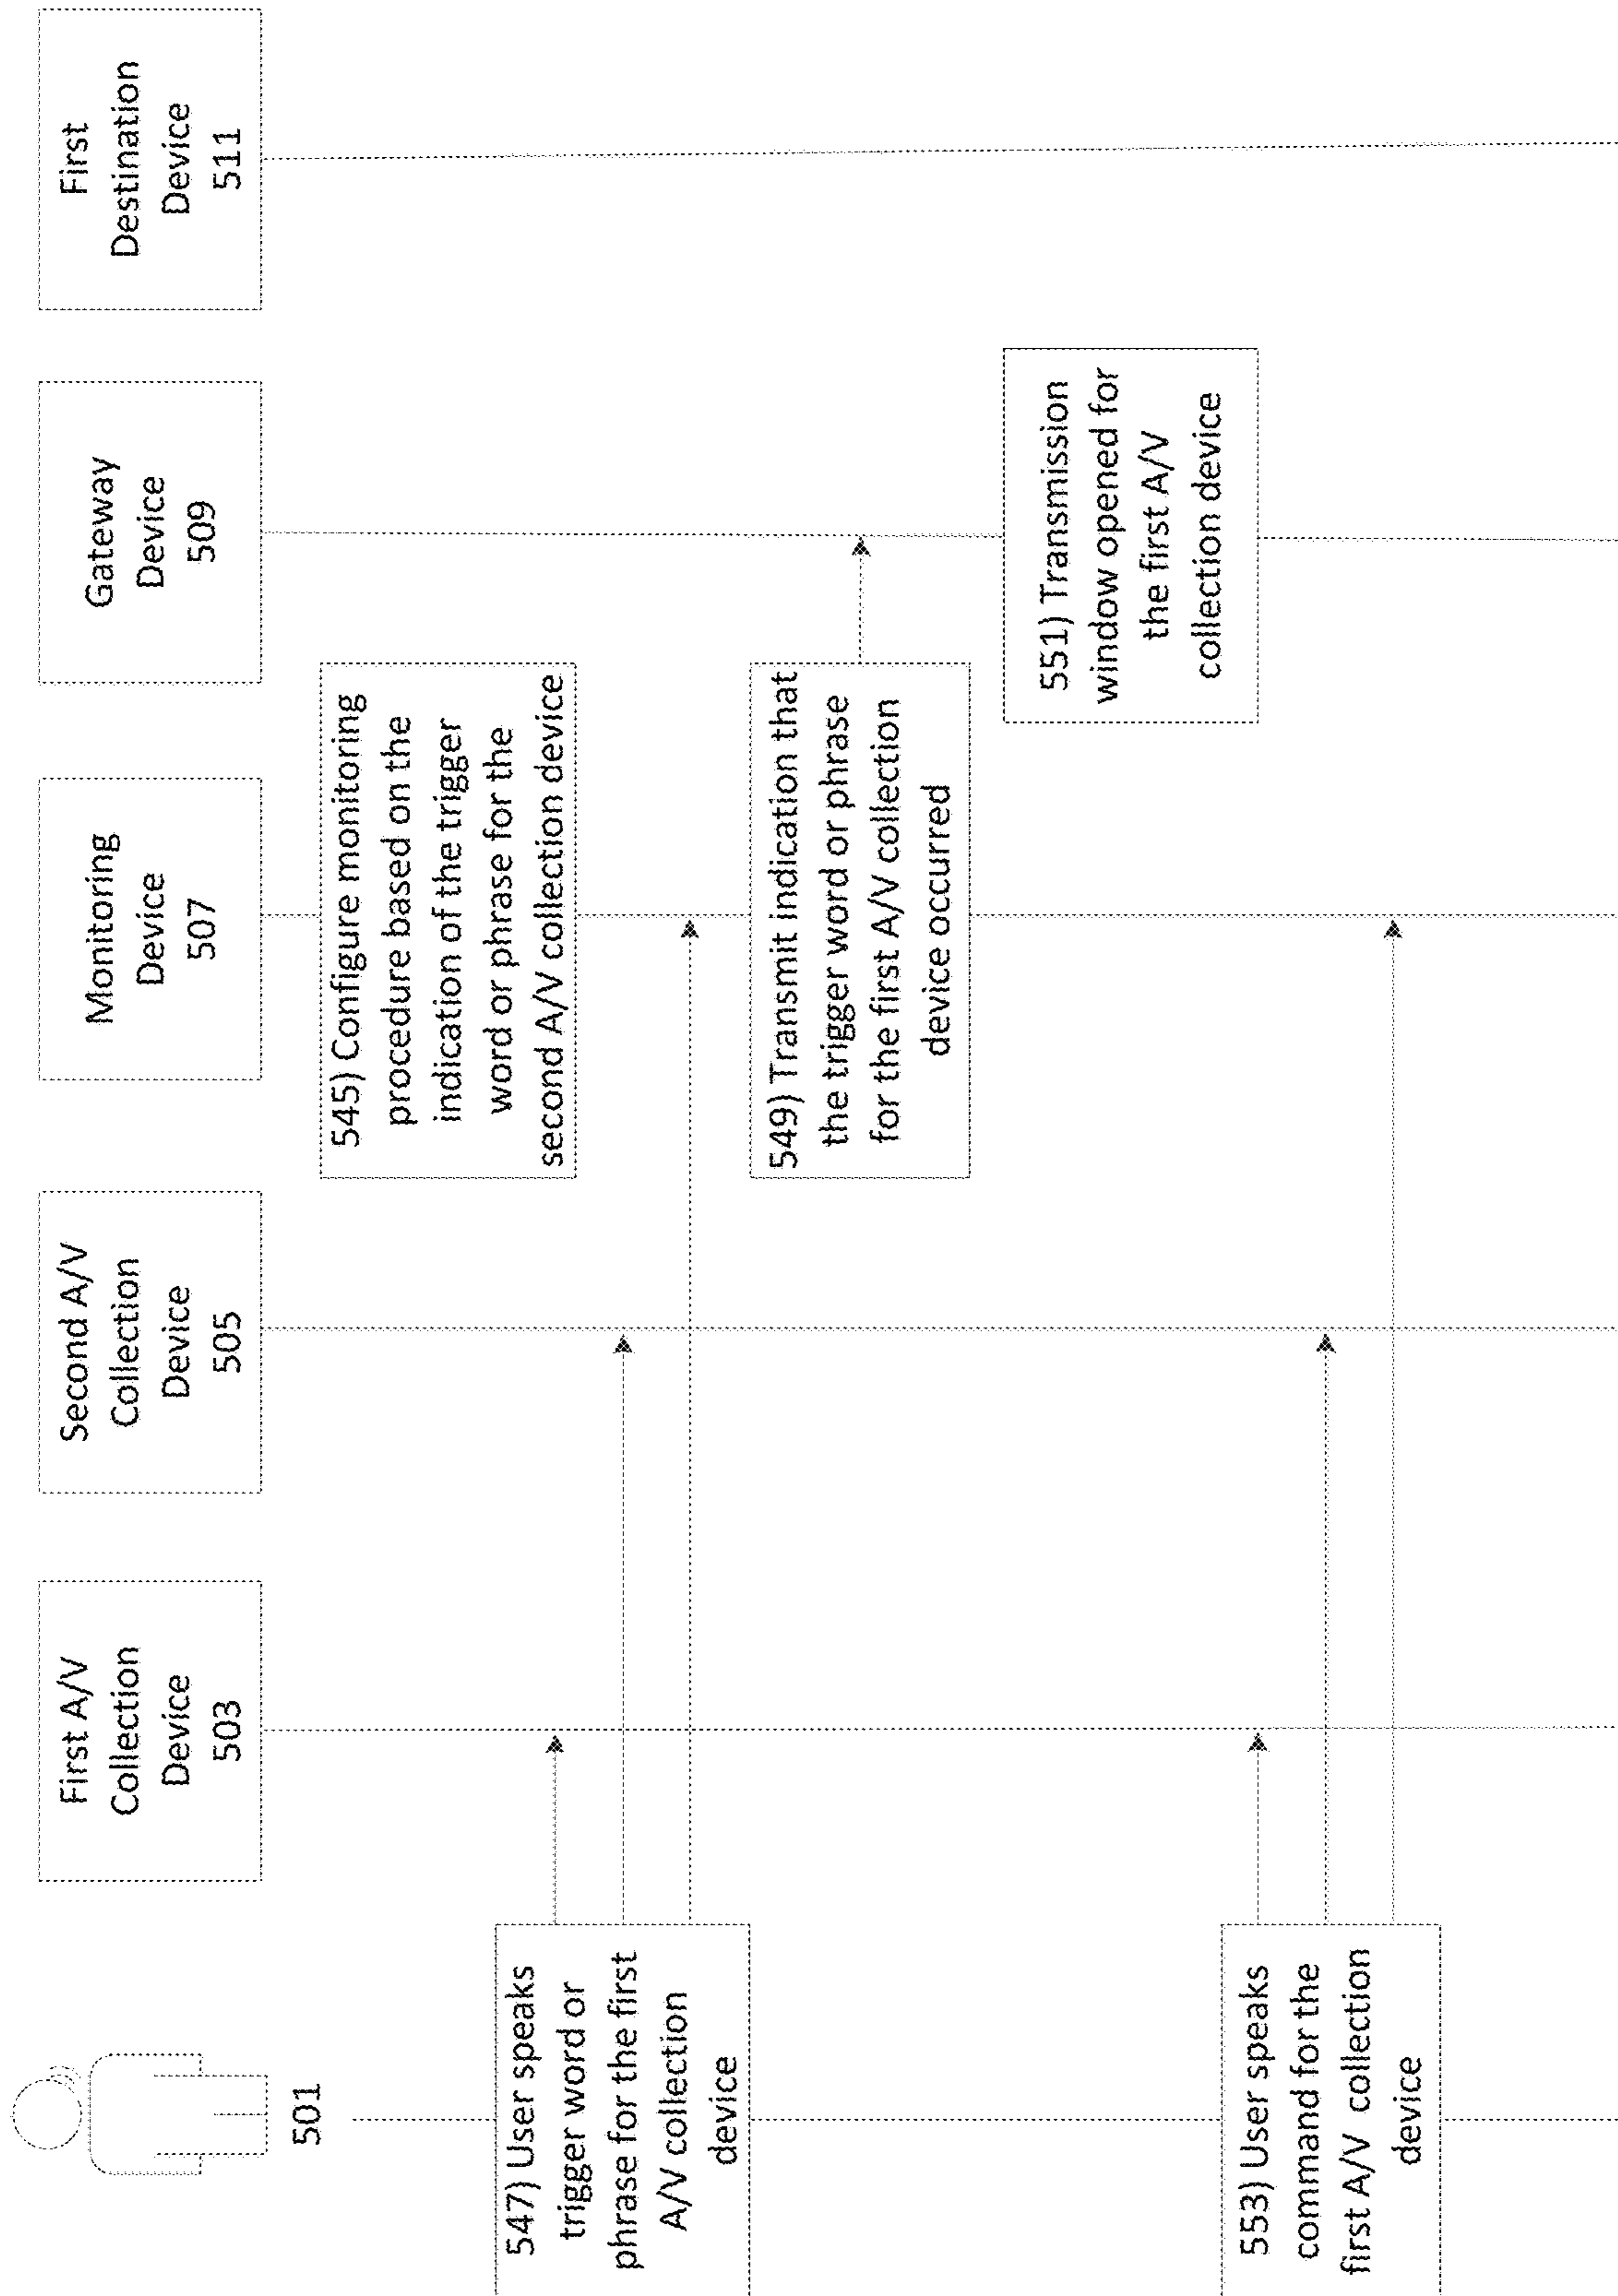 First A/V
Collection
Device
503
Second A/V
Collection
Device
505
Monitoring
Device
507
Gateway
Device
509
First
Destination
Device
511
501
545) Configure monitoring
procedure based on the
indication of the trigger
word or phrase for the
second A/V collection device
547) User speaks
trigger word or
phrase for the first
A/V collection
device
549) Transmit indication that
the trigger word or phrase
for the first A/V collection
device occurred
551) Transmission
window opened for
the first A/V
collection device
553) User speaks
command for the
first A/V collection
device